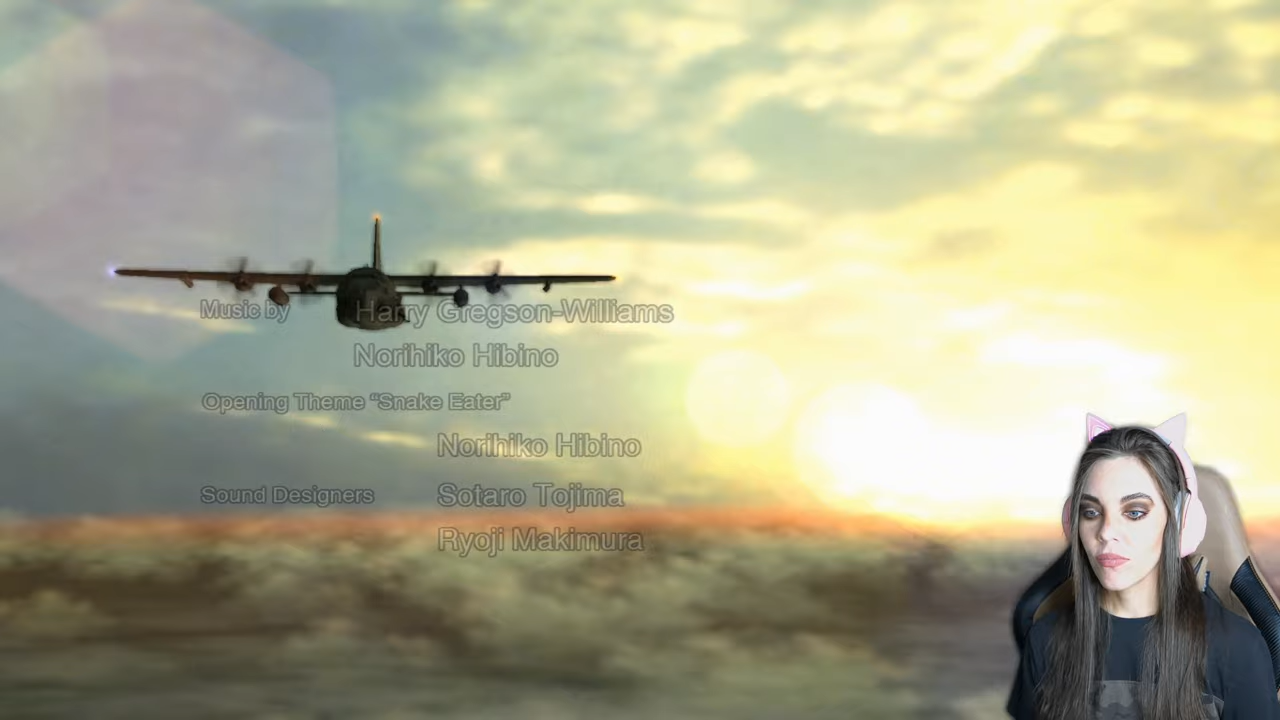 Music by Harry Gregson-Williams
Norihiko Hibino
Opening Theme “Snake Eater”
Norihiko Hibino
Sound Designers Sotaro Tojima
Ryoji Makimura